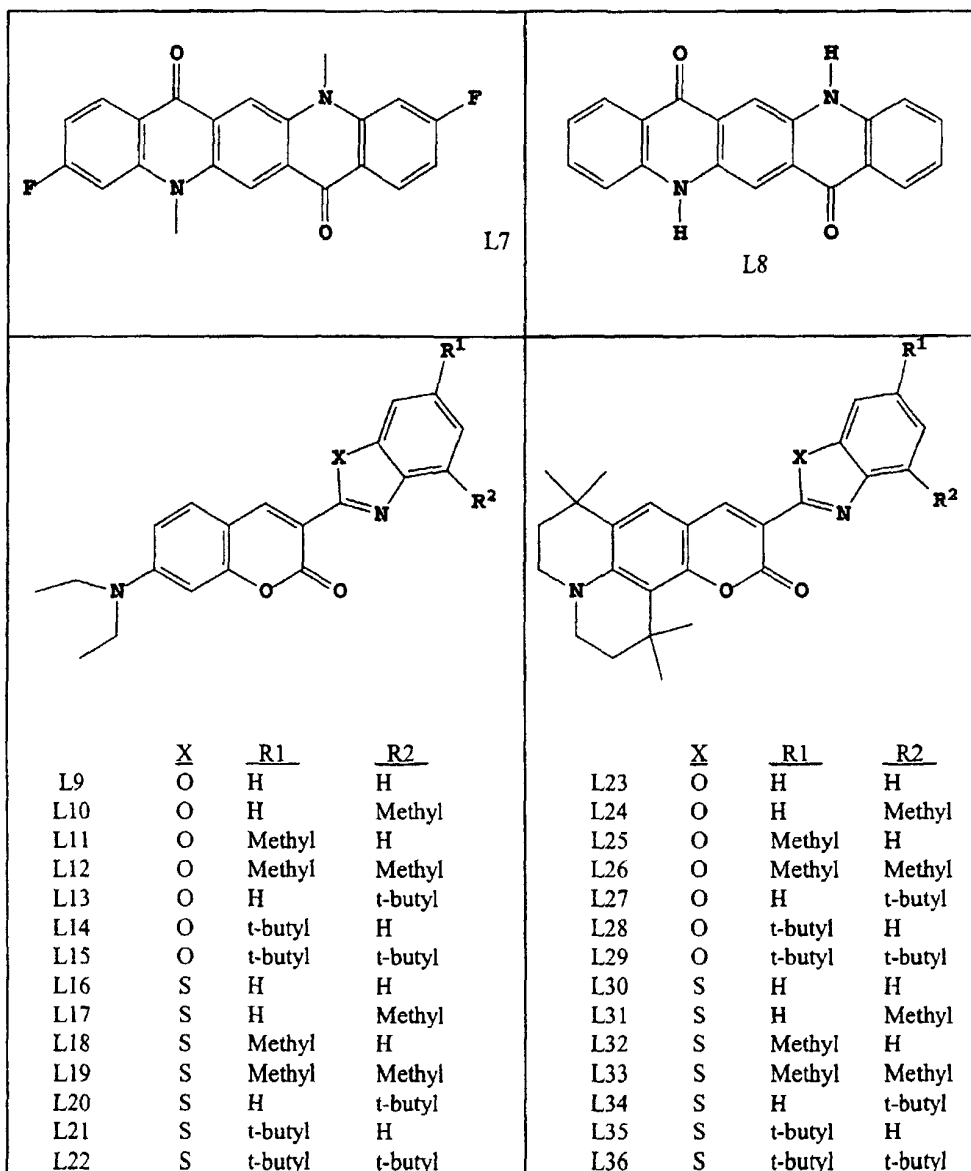 O
N
F
F
N
O
L7
O
H
N
N
H
O
L8
R¹
X
R²
N
N
O
O
X R1 R2
L9 O H H
L10 O H Methyl
L11 O Methyl H
L12 O Methyl Methyl
L13 O H t-butyl
L14 O t-butyl H
L15 O t-butyl t-butyl
L16 S H H
L17 S H Methyl
L18 S Methyl H
L19 S Methyl Methyl
L20 S H t-butyl
L21 S t-butyl H
L22 S t-butyl t-butyl
R¹
X
R²
N
N
O
O
X R1 R2
L23 O H H
L24 O H Methyl
L25 O Methyl H
L26 O Methyl Methyl
L27 O H t-butyl
L28 O t-butyl H
L29 O t-butyl t-butyl
L30 S H H
L31 S H Methyl
L32 S Methyl H
L33 S Methyl Methyl
L34 S H t-butyl
L35 S t-butyl H
L36 S t-butyl t-butyl